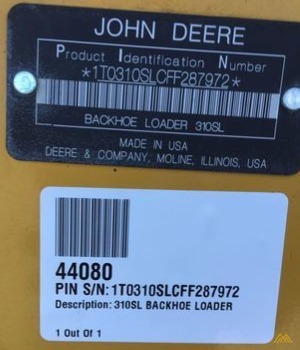 JOHN DEERE
Product Identification Number
*1T0310SLCFF287972*
BACKHOE LOADER 310SL
MADE IN USA
DEERE & COMPANY, MOLINE, ILLINOIS, USA
44080
PIN S/N: 1T0310SLCFF287972
Description: 310SL BACKHOE LOADER
1 Out Of 1